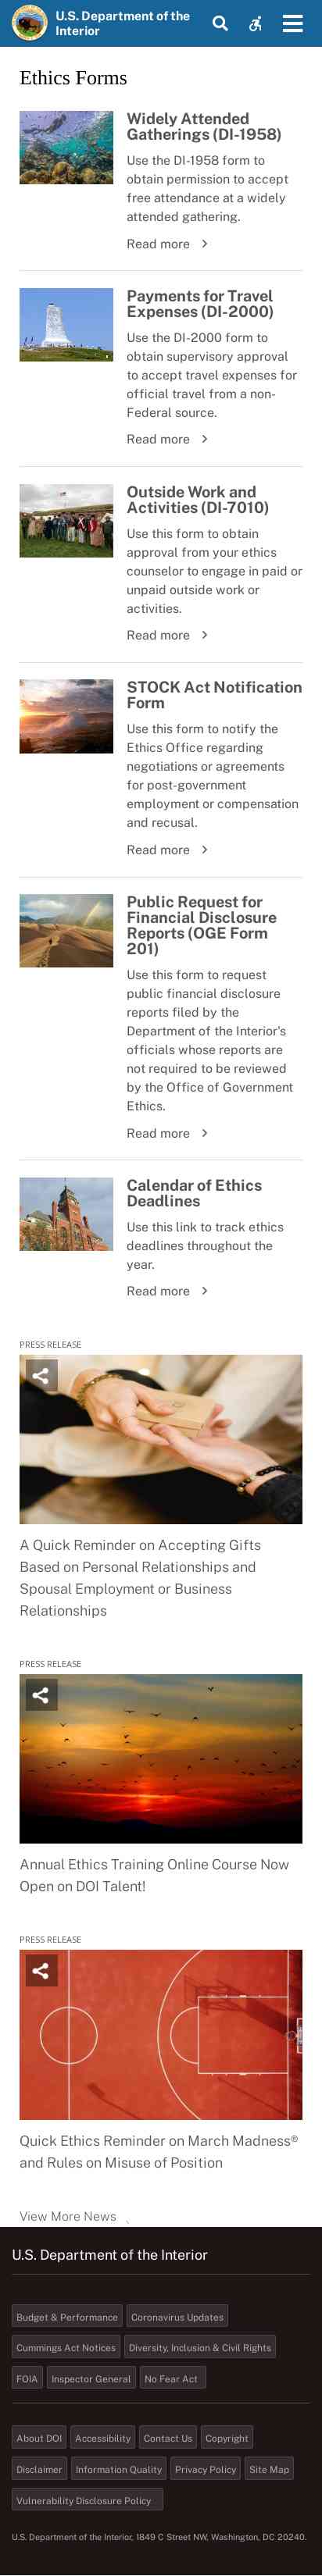 U.S. Department of the
Interior
Ethics Forms
Widely Attended
Gatherings (DI-1958)
Use the DI-1958 form to
obtain permission to accept
free attendance at a widely
attended gathering.
Read more
Payments for Travel
Expenses (DI-2000)
Use the DI-2000 form to
obtain supervisory approval
to accept travel expenses for
official travel from a non-
Federal source.
Read more
Outside Work and
Activities (DI-7010)
Use this form to obtain
approval from your ethics
counselor to engage in paid or
unpaid outside work or
activities.
Read more
STOCK Act Notification
Form
Use this form to notify the
Ethics Office regarding
negotiations or agreements
for post-government
employment or compensation
and recusal.
Read more
Public Request for
Financial Disclosure
Reports (OGE Form
201)
Use this form to request
public financial disclosure
reports filed by the
Department of the Interior's
officials whose reports are
not required to be reviewed
by the Office of Government
Ethics.
Read more
Calendar of Ethics
Deadlines
Use this link to track ethics
deadlines throughout the
year.
Read more
PRESS RELEASE
A Quick Reminder on Accepting Gifts
Based on Personal Relationships and
Spousal Employment or Business
Relationships
PRESS RELEASE
Annual Ethics Training Online Course Now
Open on DOI Talent!
PRESS RELEASE
Quick Ethics Reminder on March Madness®
and Rules on Misuse of Position
View More News
U.S. Department of the Interior
Budget & Performance Coronavirus Updates
Cummings Act Notices Diversity, Inclusion & Civil Rights
FOIA Inspector General No Fear Act
About DOI Accessibility Contact Us Copyright
Disclaimer Information Quality Privacy Policy Site Map
Vulnerability Disclosure Policy
U.S. Department of the Interior, 1849 C Street NW, Washington, DC 20240.